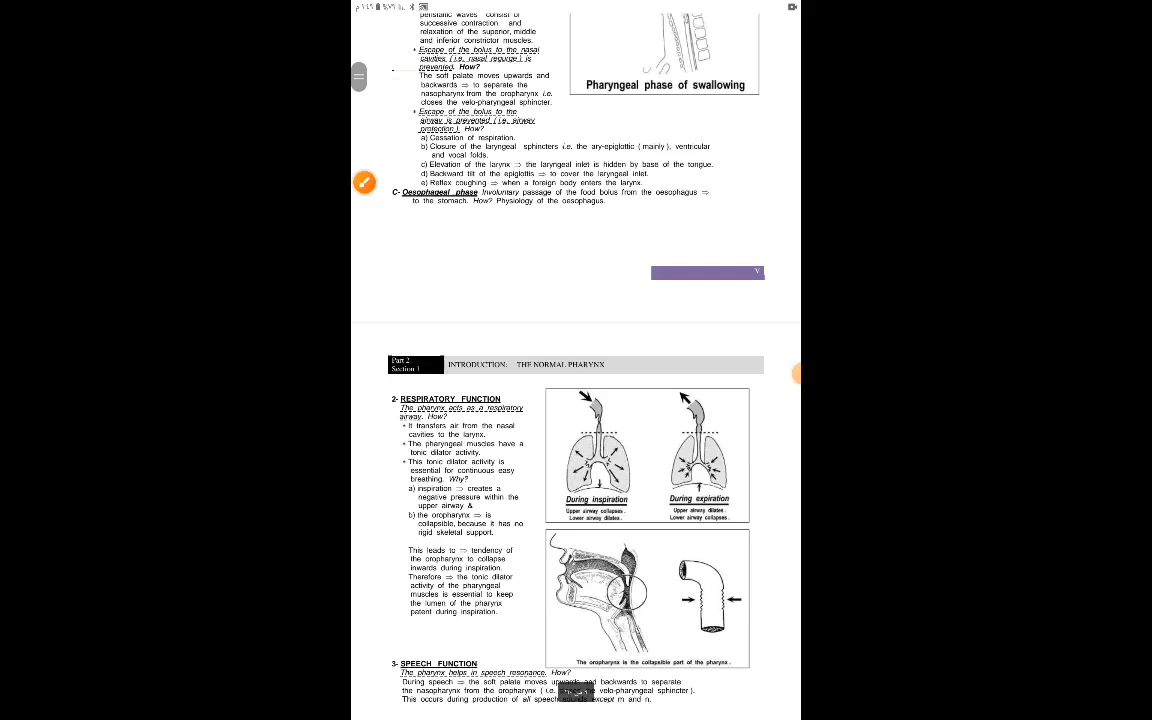 peristaltic waves consist of
successive contraction and
relaxation of the superior, middle
and inferior constrictor muscles.
• Escape of the bolus to the nasal
cavities ( i.e. nasal regurge ) is
prevented. How?
The soft palate moves upwards and
backwards ⇒ to separate the
nasopharynx from the oropharynx i.e.
closes the velo-pharyngeal sphincter.
• Escape of the bolus to the
airway is prevented ( i.e. airway
protection ). How?
a) Cessation of respiration.
b) Closure of the laryngeal sphincters i.e. the ary-epiglottic ( mainly ), ventricular
and vocal folds.
c) Elevation of the larynx ⇒ the laryngeal inlet is hidden by base of the tongue.
d) Backward tilt of the epiglottis ⇒ to cover the laryngeal inlet.
e) Reflex coughing ⇒ when a foreign body enters the larynx.
C- Oesophageal phase Involuntary passage of the food bolus from the oesophagus ⇒
to the stomach. How? Physiology of the oesophagus.
Pharyngeal phase of swallowing
٧
Part 2
Section 1
INTRODUCTION: THE NORMAL PHARYNX
2- RESPIRATORY FUNCTION
The pharynx acts as a respiratory
airway. How?
• It transfers air from the nasal
cavities to the larynx.
• The pharyngeal muscles have a
tonic dilator activity.
• This tonic dilator activity is
essential for continuous easy
breathing. Why?
a) inspiration ⇒ creates a
negative pressure within the
upper airway &
b) the oropharynx ⇒ is
collapsible, because it has no
rigid skeletal support.
This leads to ⇒ tendency of
the oropharynx to collapse
inwards during inspiration.
Therefore ⇒ the tonic dilator
activity of the pharyngeal
muscles is essential to keep
the lumen of the pharynx
patent during inspiration.
During inspiration
Upper airway collapses.
Lower airway dilates.
During expiration
Upper airway dilates.
Lower airway collapses.
The oropharynx is the collapsible part of the pharynx.
3- SPEECH FUNCTION
The pharynx helps in speech resonance. How?
During speech ⇒ the soft palate moves upwards and backwards to separate
the nasopharynx from the oropharynx ( i.e. the velo-pharyngeal sphincter ).
This occurs during production of all speech sounds except m and n.